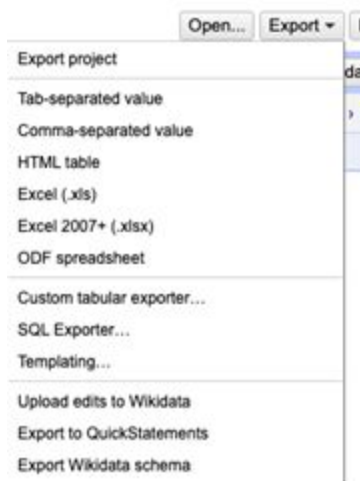 Open... Export
da
Export project
Tab-separated value
Comma-separated value
HTML table
Excel (.xls)
Excel 2007+ (.xlsx)
ODF spreadsheet
Custom tabular exporter...
SQL Exporter...
Templating...
Upload edits to Wikidata
Export to QuickStatements
Export Wikidata schema